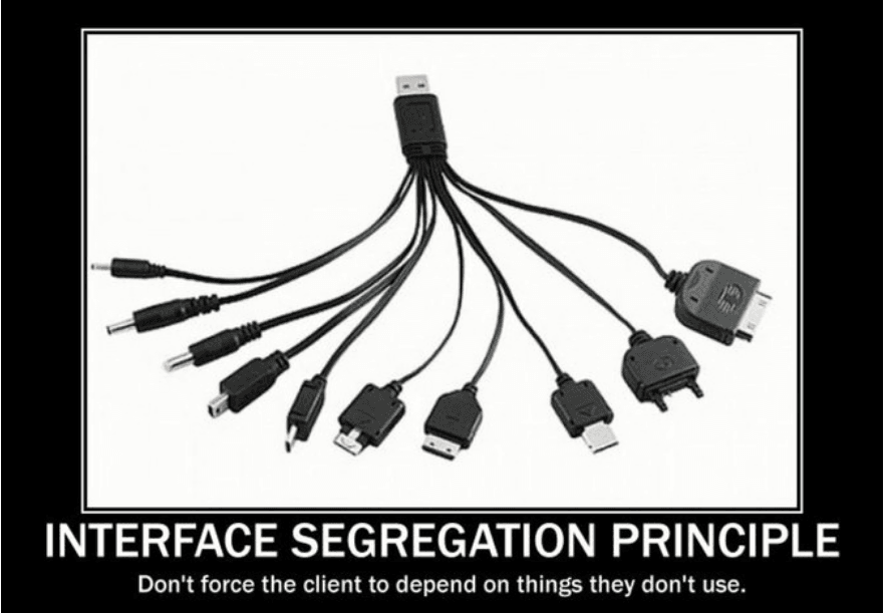 INTERFACE SEGREGATION PRINCIPLE
Don't force the client to depend on things they don't use.